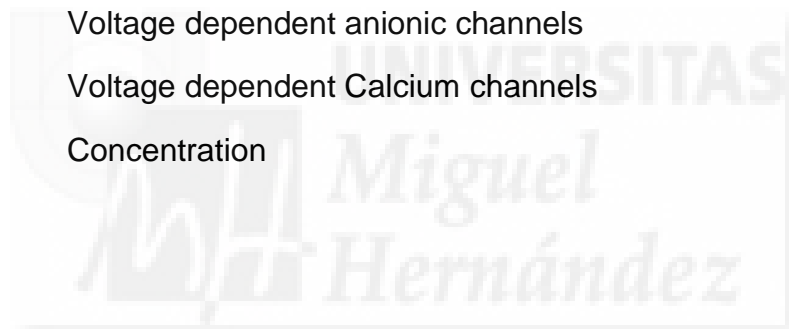 Voltage dependent anionic channels
UNIVERSITAS
Voltage dependent Calcium channels
Concentration
Miguel
Hernández